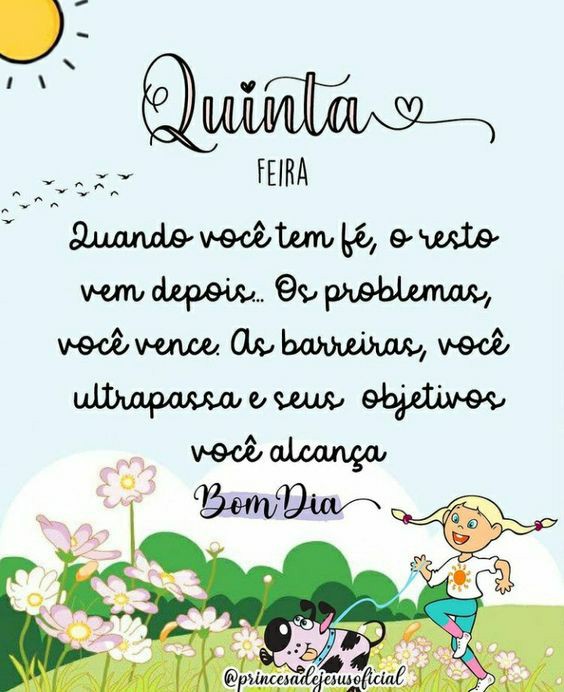 Quinta
FEIRA
Quando você tem fé, o resto
vem depois... Os problemas,
você vence. As barreiras, você
ultrapassa e seus objetivos
você alcança
Bom Dia
@princesadejesusoficial